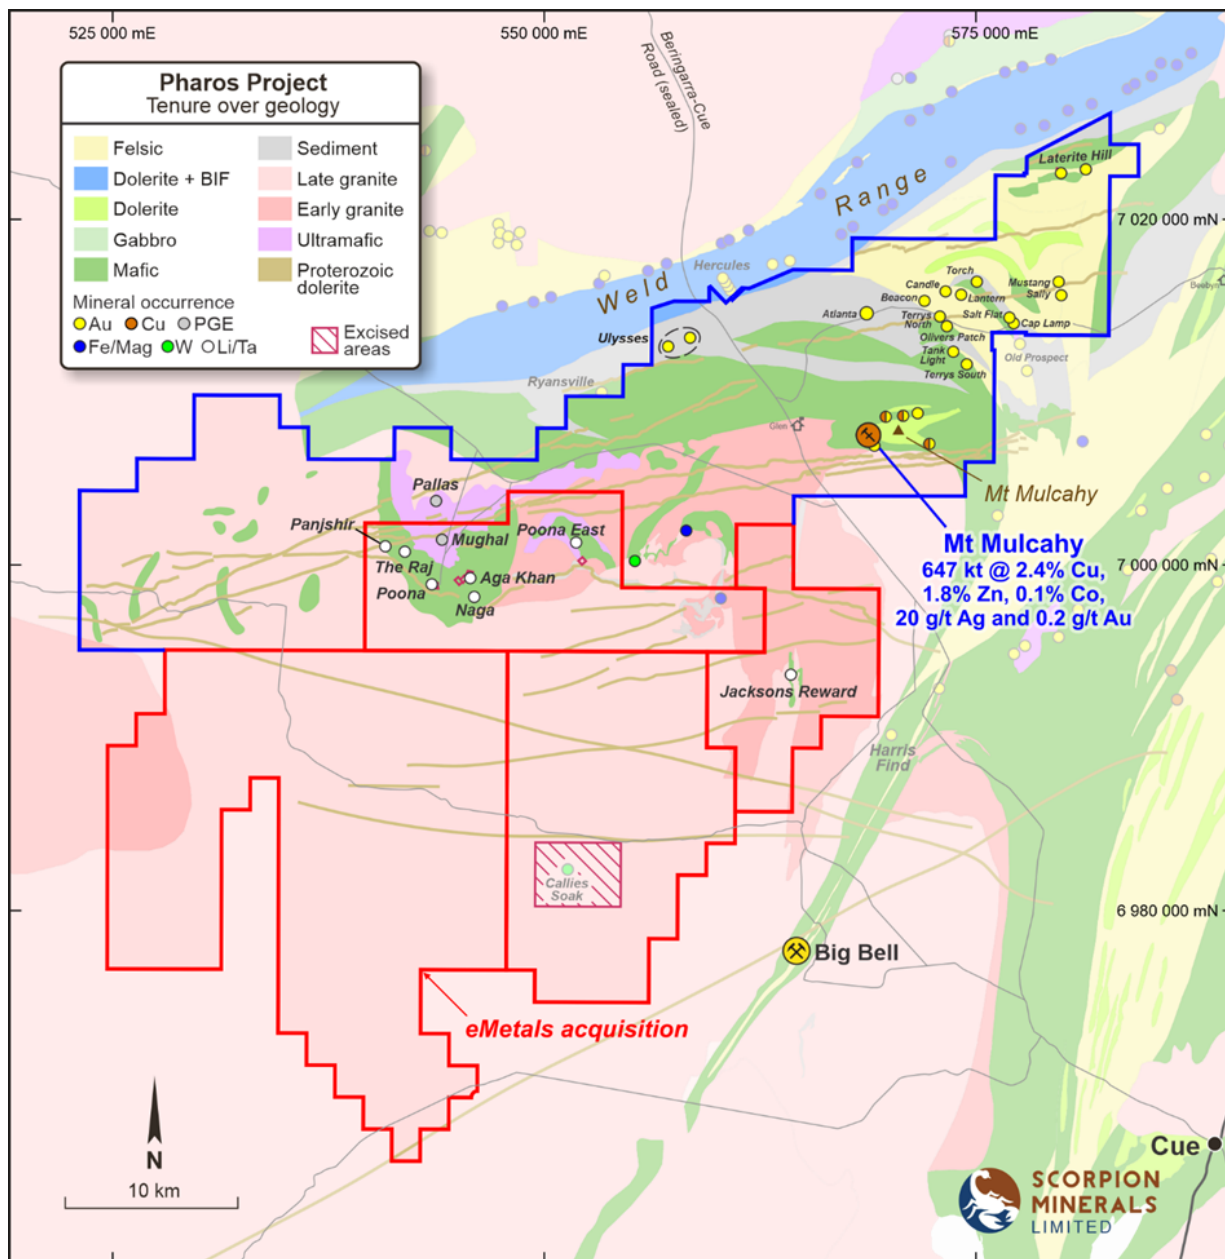 525 000 mE
550 000 mE
575 000 mE
Pharos Project
Tenure over geology
Felsic
Dolerite + BIF
Dolerite
Gabbro
Mafic
Sediment
Late granite
Early granite
Ultramafic
Proterozoic
dolerite
Mineral occurrence
Au
Cu
PGE
Fe/Mag
W
Li/Ta
Excised
areas
Beringarra-Cue
Road (sealed)
Weld Range
7 020 000 mN
7 000 000 mN
6 980 000 mN
Laterite Hill
Hercules
Torch
Candle
Beacon
Lantern
Mustang
Sally
Atlanta
Terrys
North
Salt Flat
Cap Lamp
Olivers Patch
Tank
Light
Terrys South
Old Prospect
Beebyn
Ulysses
Ryansville
Glen
Mt Mulcahy
Mt Mulcahy
647 kt @ 2.4% Cu,
1.8% Zn, 0.1% Co,
20 g/t Ag and 0.2 g/t Au
Pallas
Panjshir
Mughal
Poona East
The Raj
Poona
Aga Khan
Naga
Jacksons Reward
Harris
Find
Callies
Soak
Big Bell
eMetals acquisition
N
10 km
Cue
SCORPION
MINERALS
LIMITED